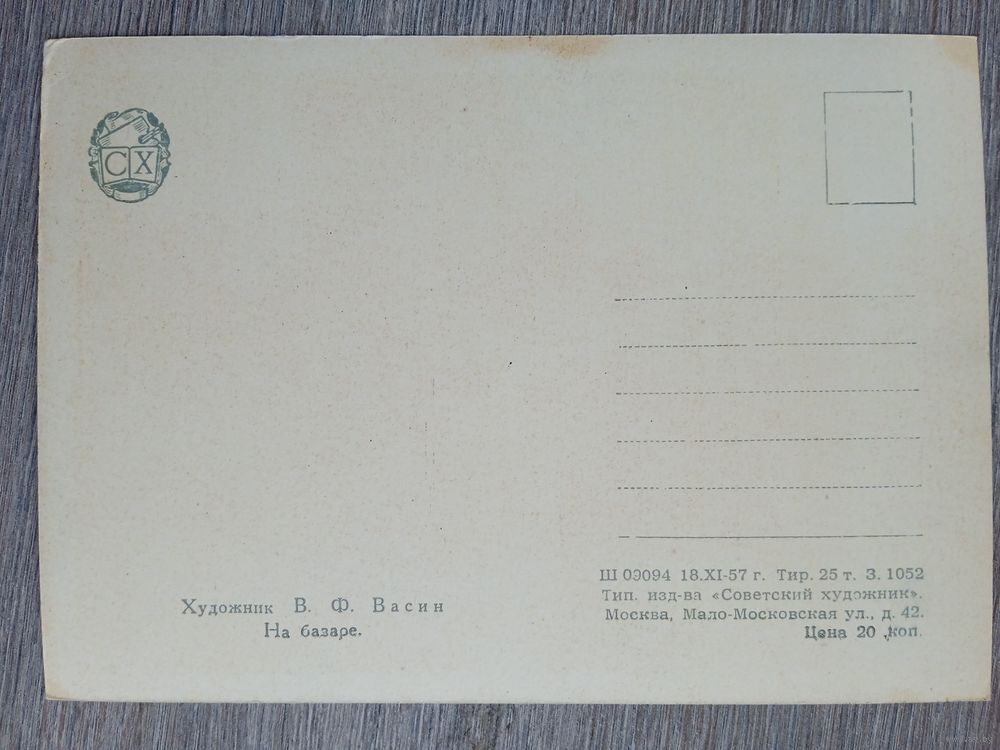 СХ
Художник В. Ф. Васин
На базаре.
Ш 09094 18.XI-57 г. Тир. 25 т. З. 1052
Тип. изд-ва «Советский художник».
Москва, Мало-Московская ул., д. 42.
Цена 20 коп.